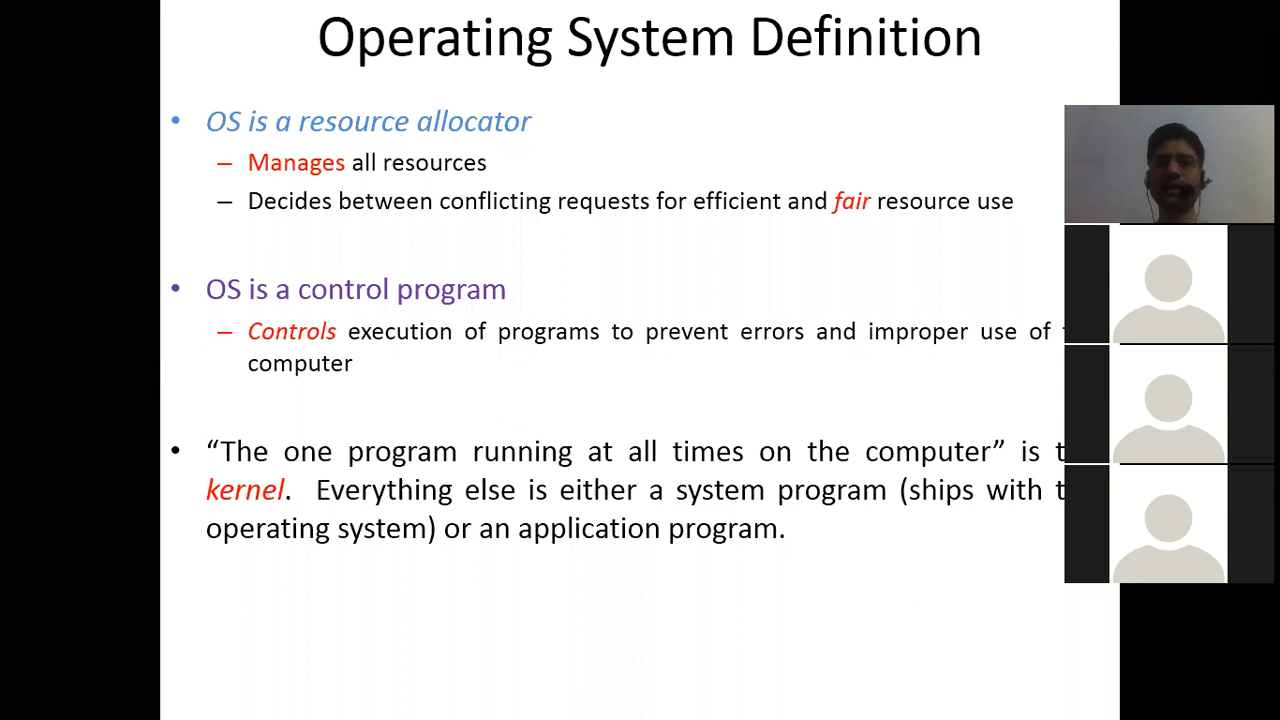 Operating System Definition
• OS is a resource allocator
– Manages all resources
– Decides between conflicting requests for efficient and fair resource use
• OS is a control program
– Controls execution of programs to prevent errors and improper use of
computer
• “The one program running at all times on the computer” is
kernel. Everything else is either a system program (ships with
operating system) or an application program.